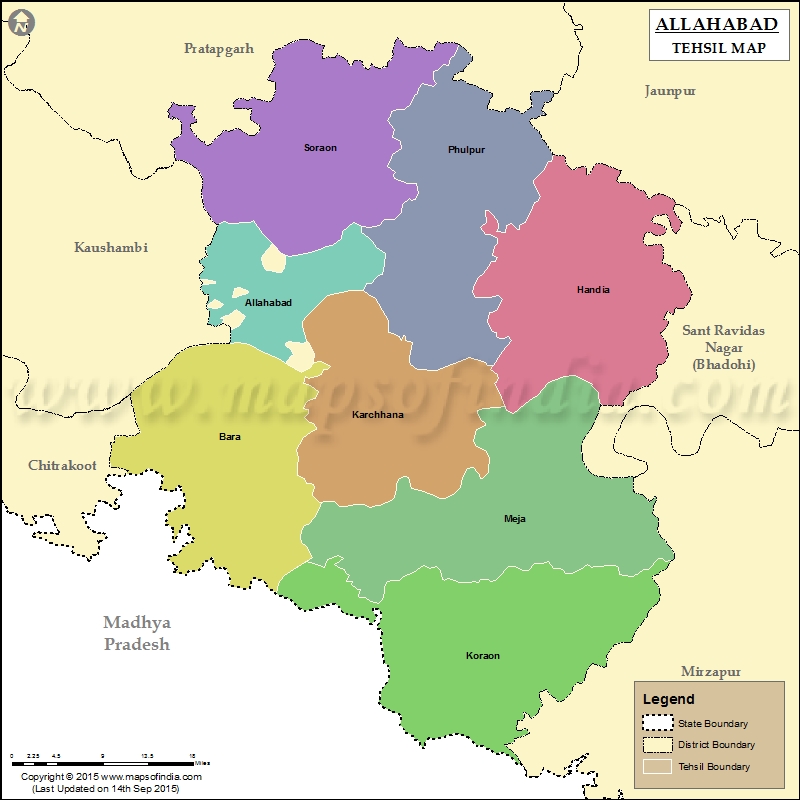 N
ALLAHABAD
TEHSIL MAP
Pratapgarh
Jaunpur
Soraon
Phulpur
Kaushambi
Handia
Allahabad
Sant Ravidas
Nagar
(Bhadohi)
www.mapsofindia.com
Karchhana
Bara
Chitrakoot
Meja
Madhya
Pradesh
Koraon
Mirzapur
Legend
State Boundary
District Boundary
Tehsil Boundary
0 2.25 4.5 9 13.5 18
Miles
Copyright © 2015 www.mapsofindia.com
(Last Updated on 14th Sep 2015)